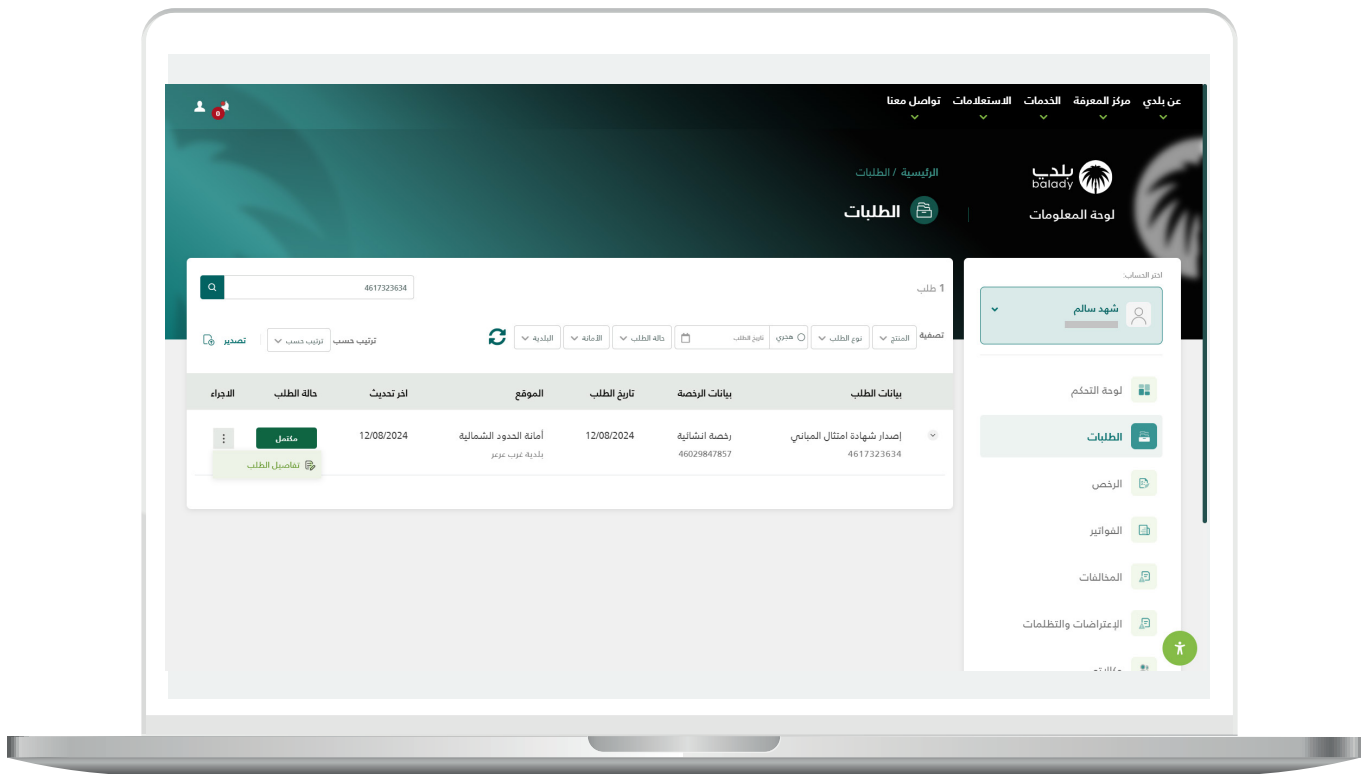 عن بلدي مركز المعرفة الخدمات الاستعلامات تواصل معنا
0
بلدي
balady
لوحة المعلومات
الرئيسية / الطلبات
الطلبات
اختر الحساب:
شهد سالم
لوحة التحكم
الطلبات
الرخص
الفواتير
المخالفات
الإعتراضات والتظلمات
1 طلب
4617323634
تصفية المنتج نوع الطلب هجري تاريخ الطلب حالة الطلب الأمانة البلدية
ترتيب حسب ترتيب حسب تصدير
بيانات الطلب بيانات الرخصة تاريخ الطلب الموقع اخر تحديث حالة الطلب الاجراء
إصدار شهادة امتثال المباني رخصة انشائية 12/08/2024 أمانة الحدود الشمالية 12/08/2024 مكتمل
4617323634 46029847857 بلدية غرب عرعر
تفاصيل الطلب